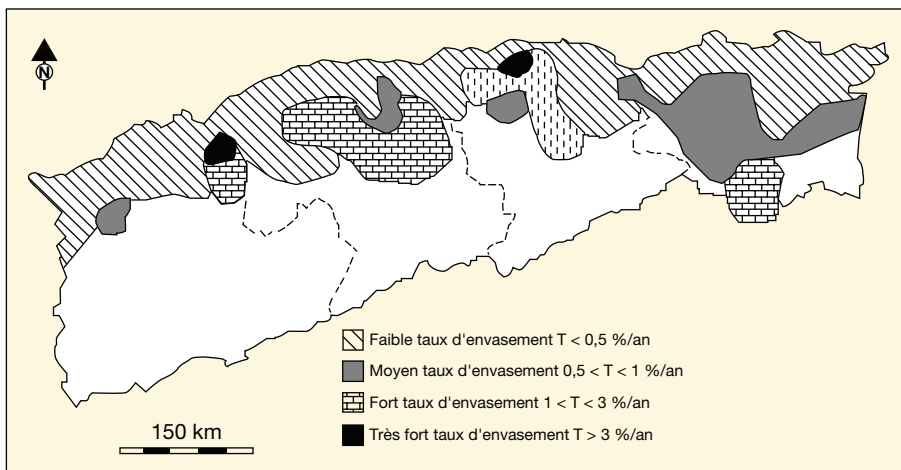 N
Faible taux d'envasement T < 0,5 %/an
Moyen taux d'envasement 0,5 < T < 1 %/an
Fort taux d'envasement 1 < T < 3 %/an
Très fort taux d'envasement T > 3 %/an
150 km